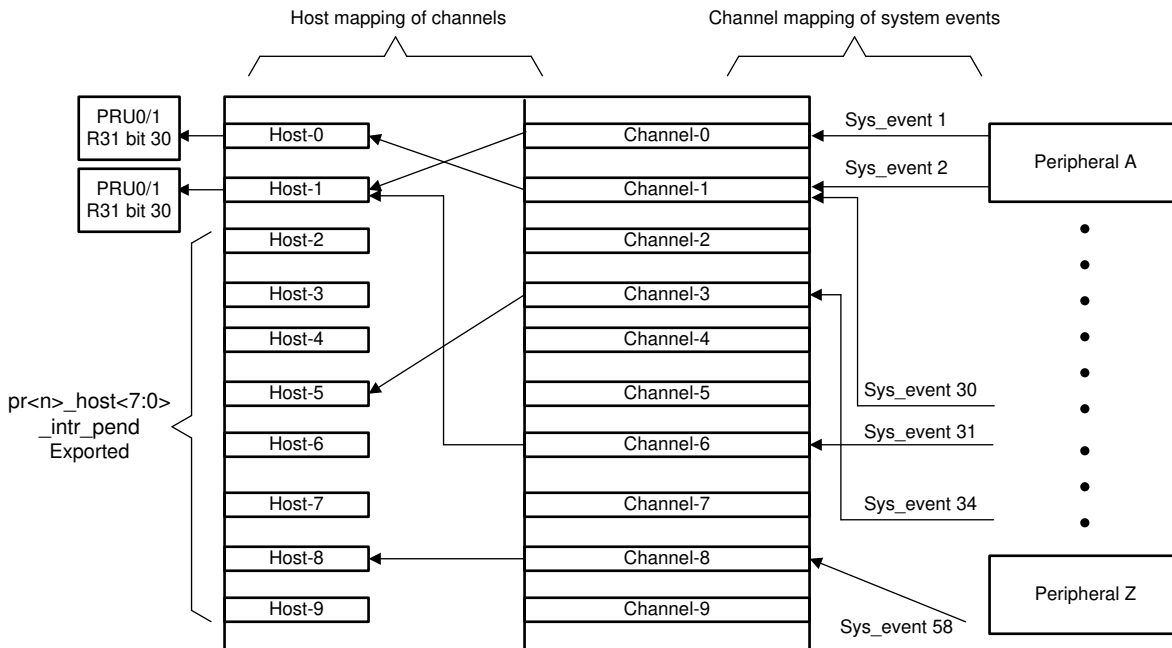 Host mapping of channels
Channel mapping of system events
PRU0/1
R31 bit 30
PRU0/1
R31 bit 30
pr<n>_host<7:0>
_intr_pend
Exported
Host-0
Host-1
Host-2
Host-3
Host-4
Host-5
Host-6
Host-7
Host-8
Host-9
Channel-0
Channel-1
Channel-2
Channel-3
Channel-4
Channel-5
Channel-6
Channel-7
Channel-8
Channel-9
Sys_event 1
Sys_event 2
Sys_event 30
Sys_event 31
Sys_event 34
Sys_event 58
Peripheral A
Peripheral Z